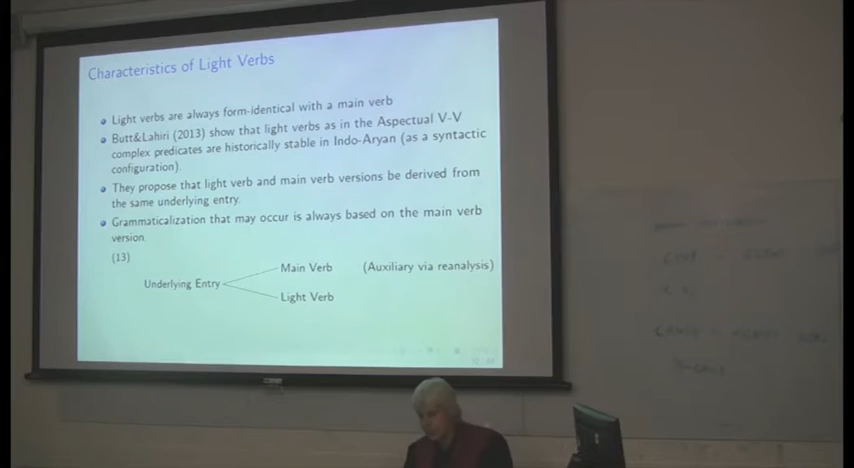 Characteristics of Light Verbs
Light verbs are always form-identical with a main verb
Butt&Lahiri (2013) show that light verbs as in the Aspectual V-V
complex predicates are historically stable in Indo-Aryan (as a syntactic
configuration).
They propose that light verb and main verb versions be derived from
the same underlying entry.
Grammaticalization that may occur is always based on the main verb
version.
(13)
Main Verb (Auxiliary via reanalysis)
Underlying Entry
Light Verb